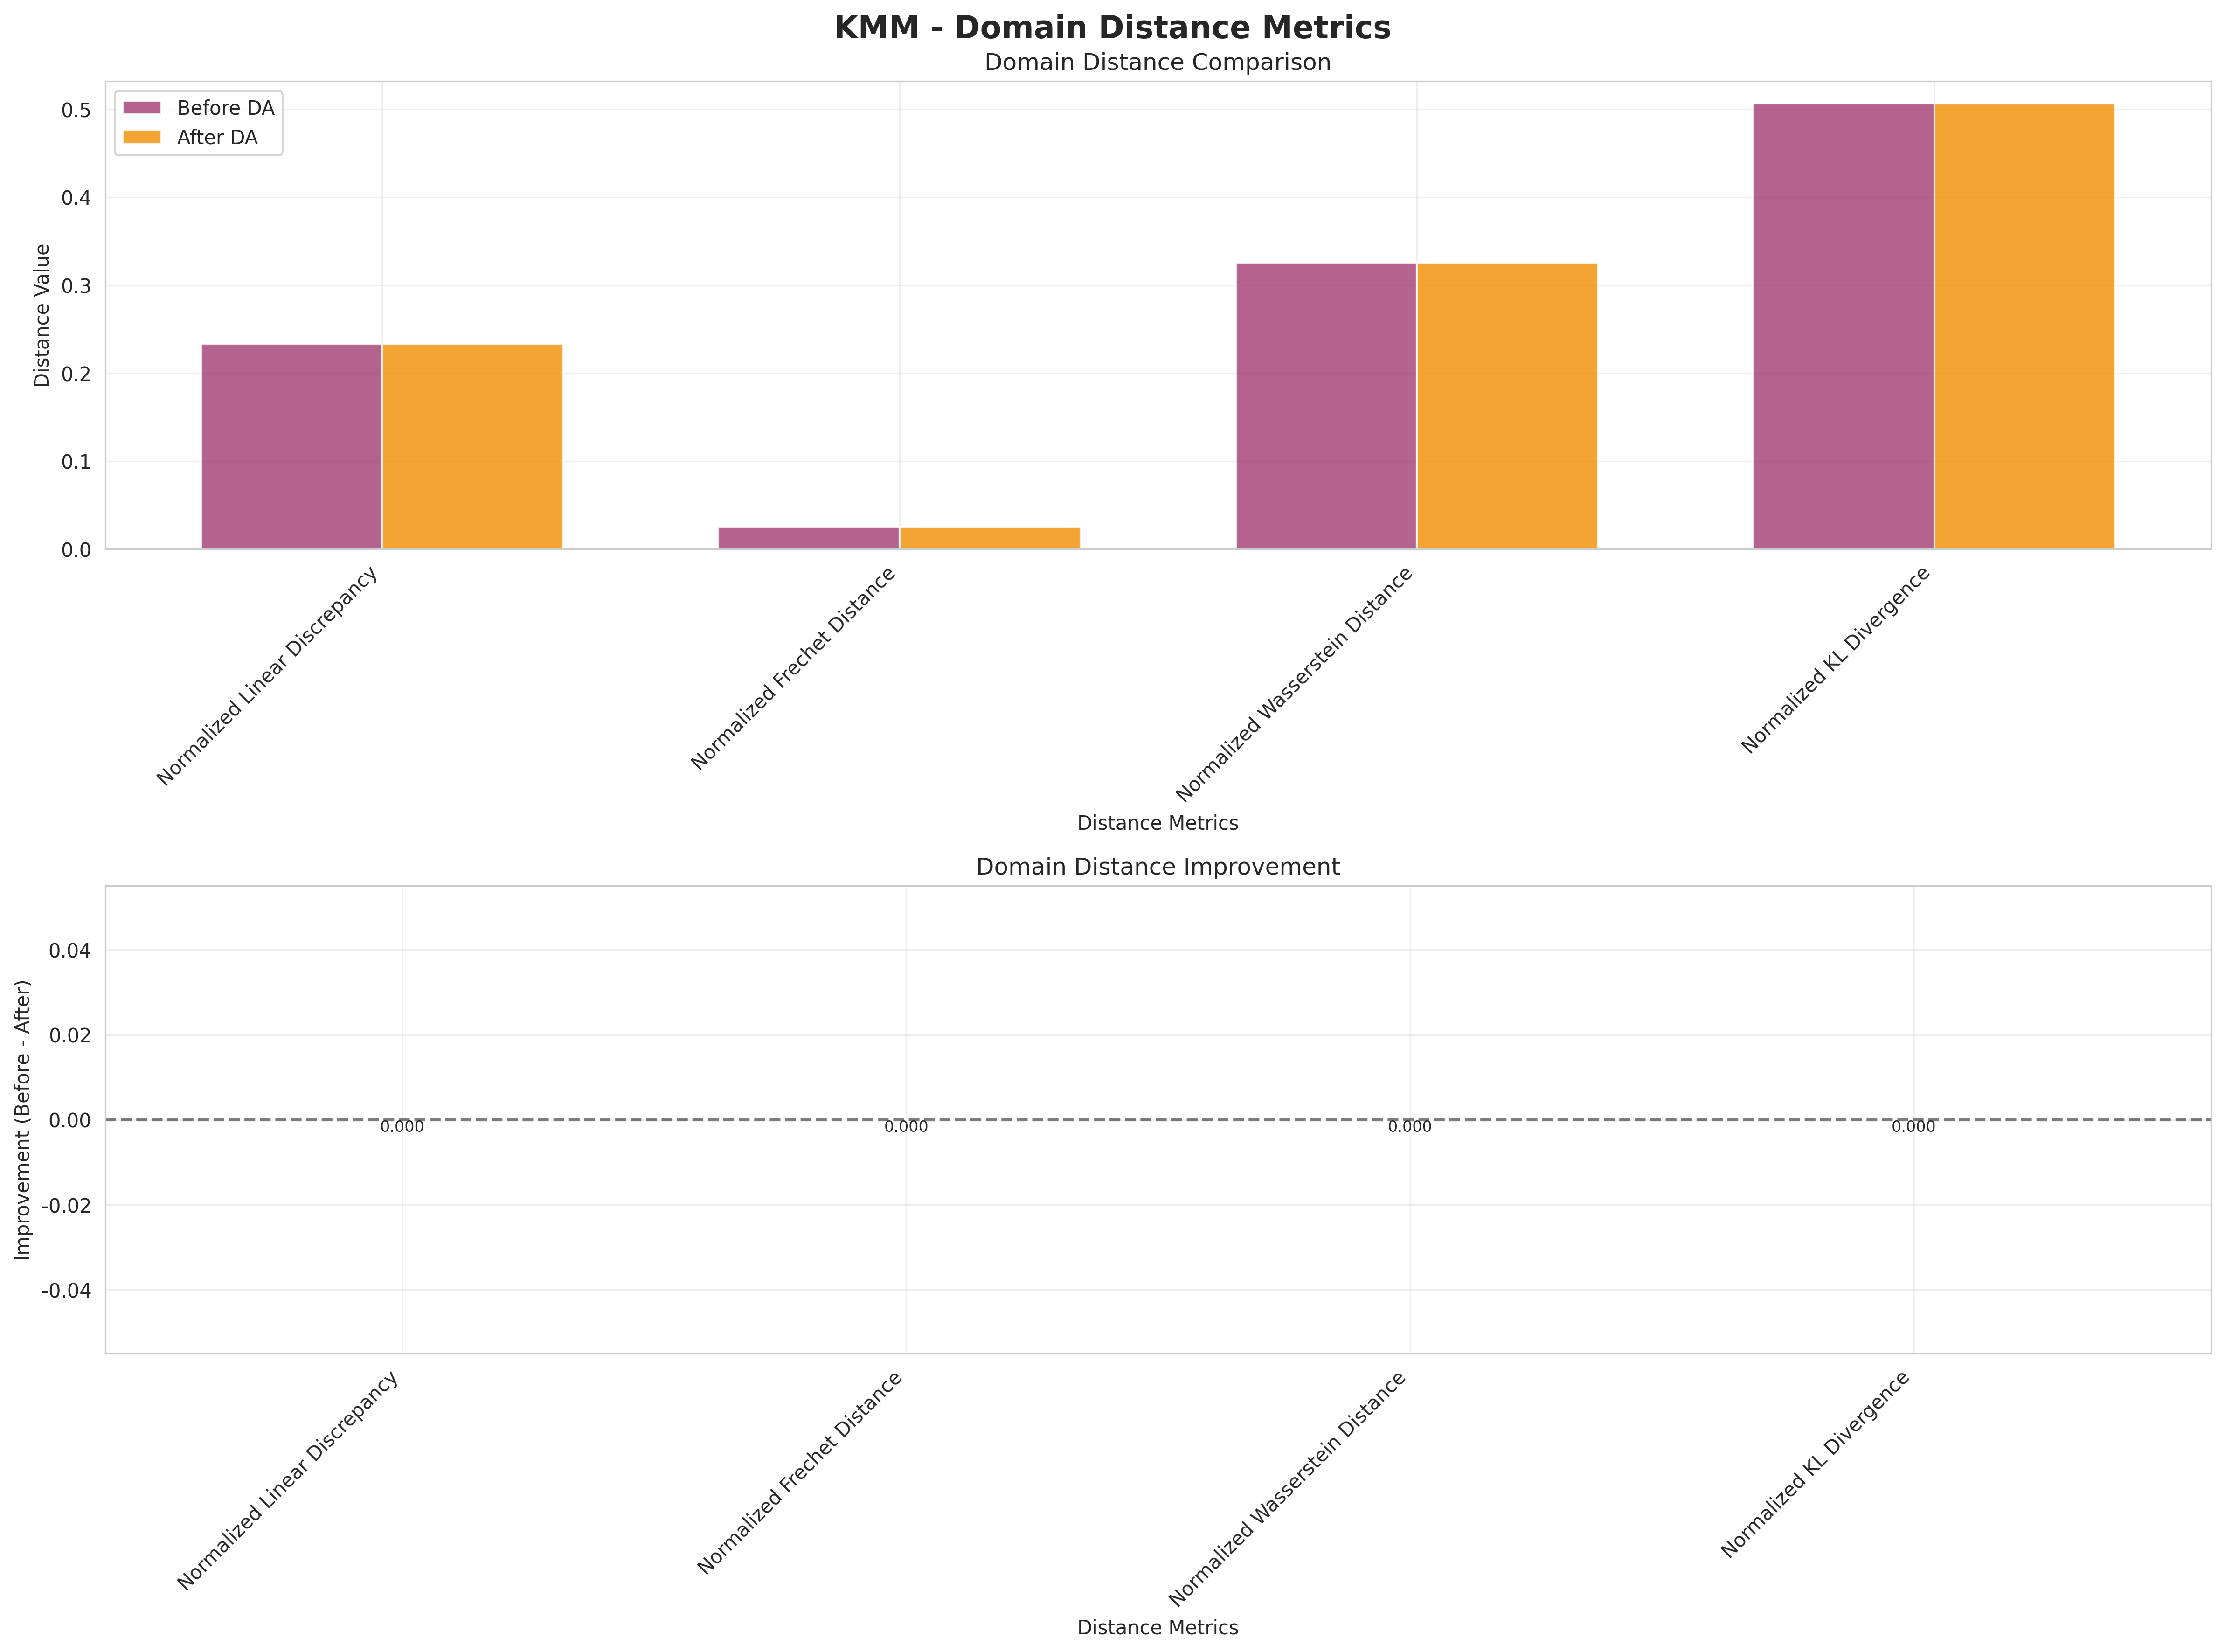 KMM - Domain Distance Metrics
Domain Distance Comparison
Before DA
After DA
Distance Value
0.5
0.4
0.3
0.2
0.1
0.0
Normalized Linear Discrepancy
Normalized Frechet Distance
Normalized Wasserstein Distance
Normalized KL Divergence
Distance Metrics
Domain Distance Improvement
Improvement (Before - After)
0.04
0.02
0.00
-0.02
-0.04
0.000
0.000
0.000
0.000
Normalized Linear Discrepancy
Normalized Frechet Distance
Normalized Wasserstein Distance
Normalized KL Divergence
Distance Metrics